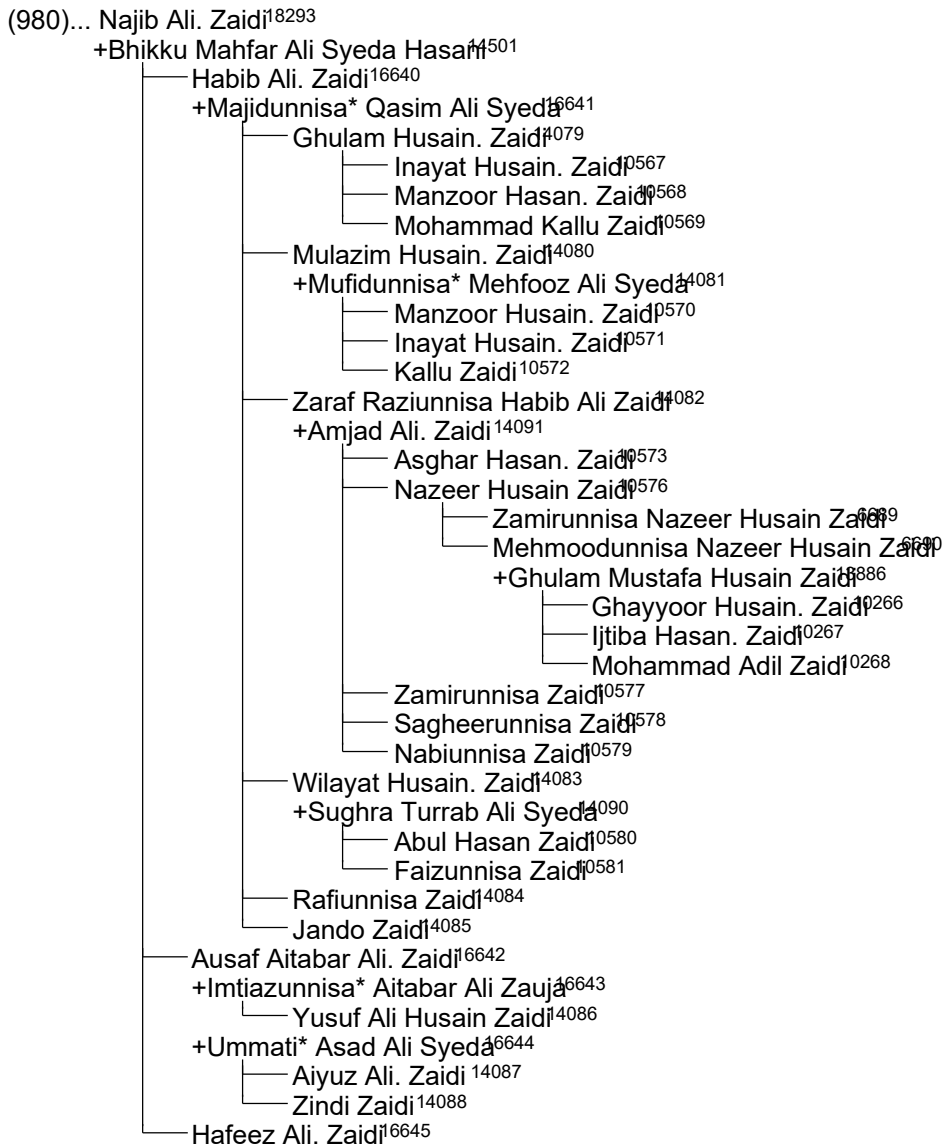 (980)... Najib Ali. Zaidi18293
+Bhikku Mahfar Ali Syeda Hasani14501
Habib Ali. Zaidi16640
+Majidunnisa* Qasim Ali Syeda16641
Ghulam Husain. Zaidi14079
Inayat Husain. Zaidi10567
Manzoor Hasan. Zaidi10568
Mohammad Kallu Zaidi10569
Mulazim Husain. Zaidi14080
+Mufidunnisa* Mehfooz Ali Syeda14081
Manzoor Husain. Zaidi10570
Inayat Husain. Zaidi10571
Kallu Zaidi10572
Zaraf Raziunnisa Habib Ali Zaidi14082
+Amjad Ali. Zaidi14091
Asghar Hasan. Zaidi10573
Nazeer Husain Zaidi10576
Zamirunnisa Nazeer Husain Zaidi6689
Mehmoodunnisa Nazeer Husain Zaidi6690
+Ghulam Mustafa Husain Zaidi13886
Ghayyoor Husain. Zaidi10266
Ijtiba Hasan. Zaidi10267
Mohammad Adil Zaidi10268
Zamirunnisa Zaidi10577
Sagheerunnisa Zaidi10578
Nabiunnisa Zaidi10579
Wilayat Husain. Zaidi14083
+Sughra Turrab Ali Syeda14090
Abul Hasan Zaidi10580
Faizunnisa Zaidi10581
Rafiunnisa Zaidi14084
Jando Zaidi14085
Ausaf Aitabar Ali. Zaidi16642
+Imtiazunnisa* Aitabar Ali Zauja16643
Yusuf Ali Husain Zaidi14086
+Ummati* Asad Ali Syeda16644
Aiyuz Ali. Zaidi 14087
Zindi Zaidi14088
Hafeez Ali. Zaidi16645